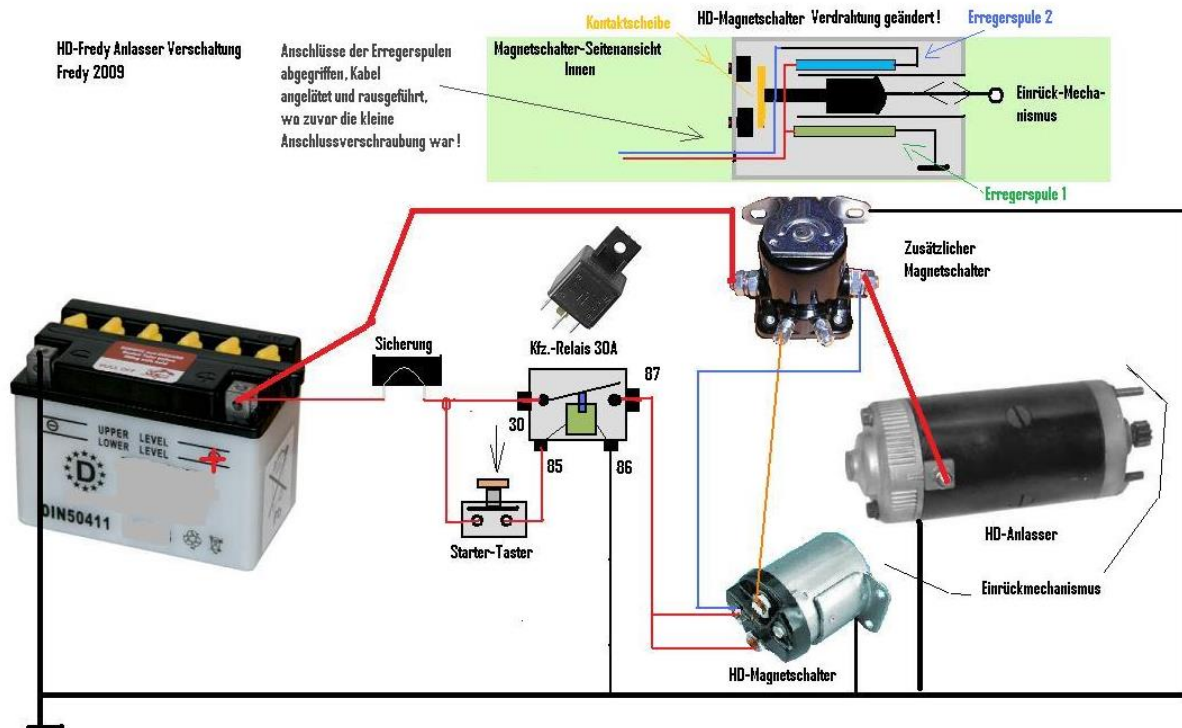 HD-Fredy Anlasser Verschaltung
Fredy 2009
Anschlüsse der Erregerspulen
abgegriffen, Kabel
angelötet und rausgeführt,
wo zuvor die kleine
Anschlussverschraubung war !
Kontaktscheibe
HD-Magnetschalter Verdrahtung geändert !
Erregerspule 2
Magnetschalter-Seitenansicht
Innen
Einrück-Mecha-
nismus
Erregerspule 1
Zusätzlicher
Magnetschalter
Kfz.-Relais 30A
Sicherung
87
30
85
86
Starter-Taster
UPPER LEVEL
LOWER LEVEL
D
DIN50411
HD-Anlasser
Einrückmechanismus
HD-Magnetschalter